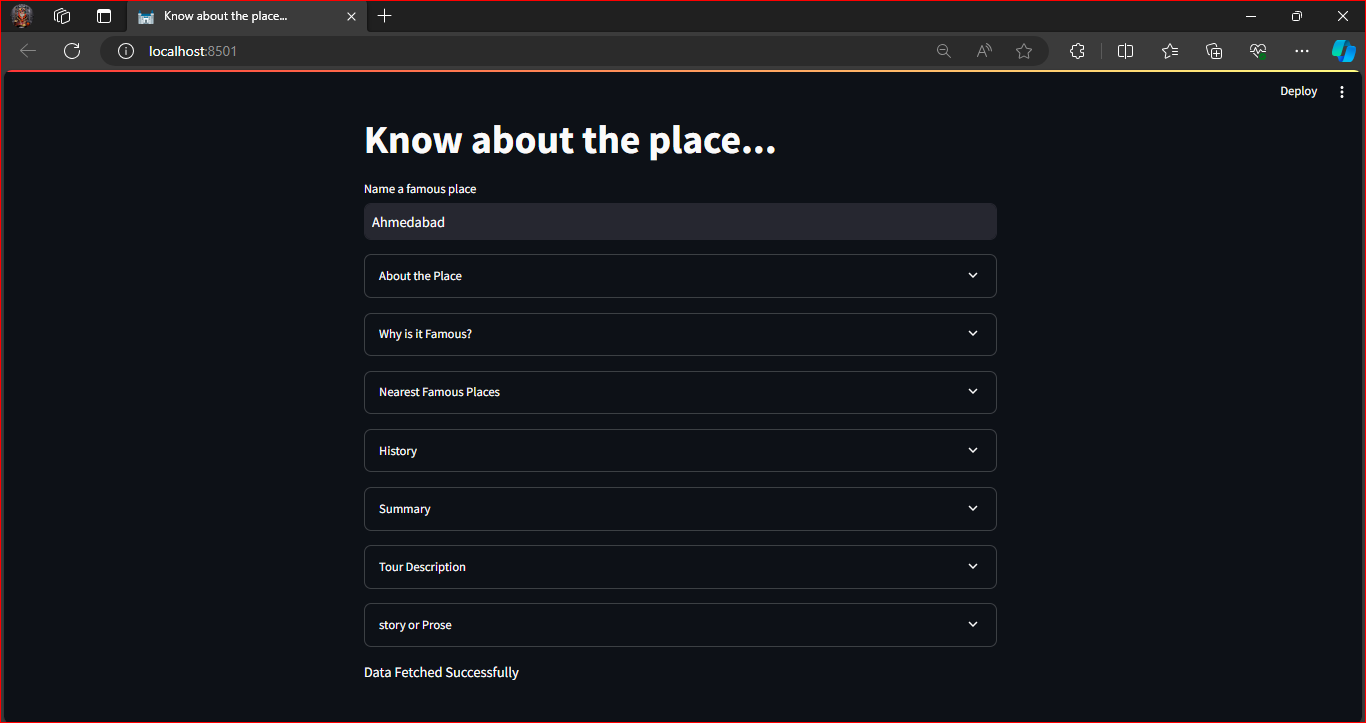 Know about the place...
localhost:8501
Deploy
Know about the place...
Name a famous place
Ahmedabad
About the Place
Why is it Famous?
Nearest Famous Places
History
Summary
Tour Description
story or Prose
Data Fetched Successfully